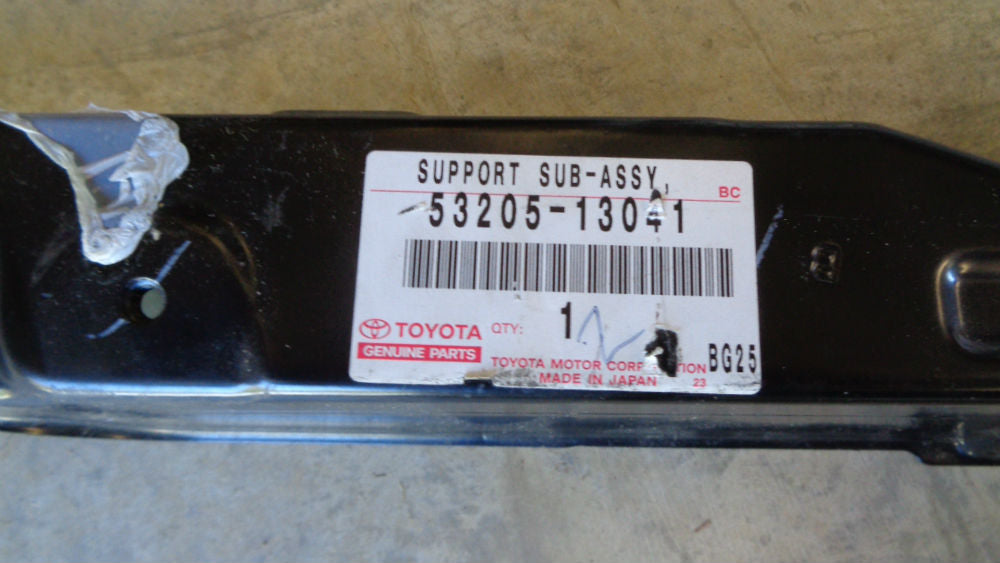 SUPPORT SUB-ASSY,
BC
53205-13041
TOYOTA
GENUINE PARTS
QTY: 1
BG25
TOYOTA MOTOR CORPORATION
MADE IN JAPAN 23